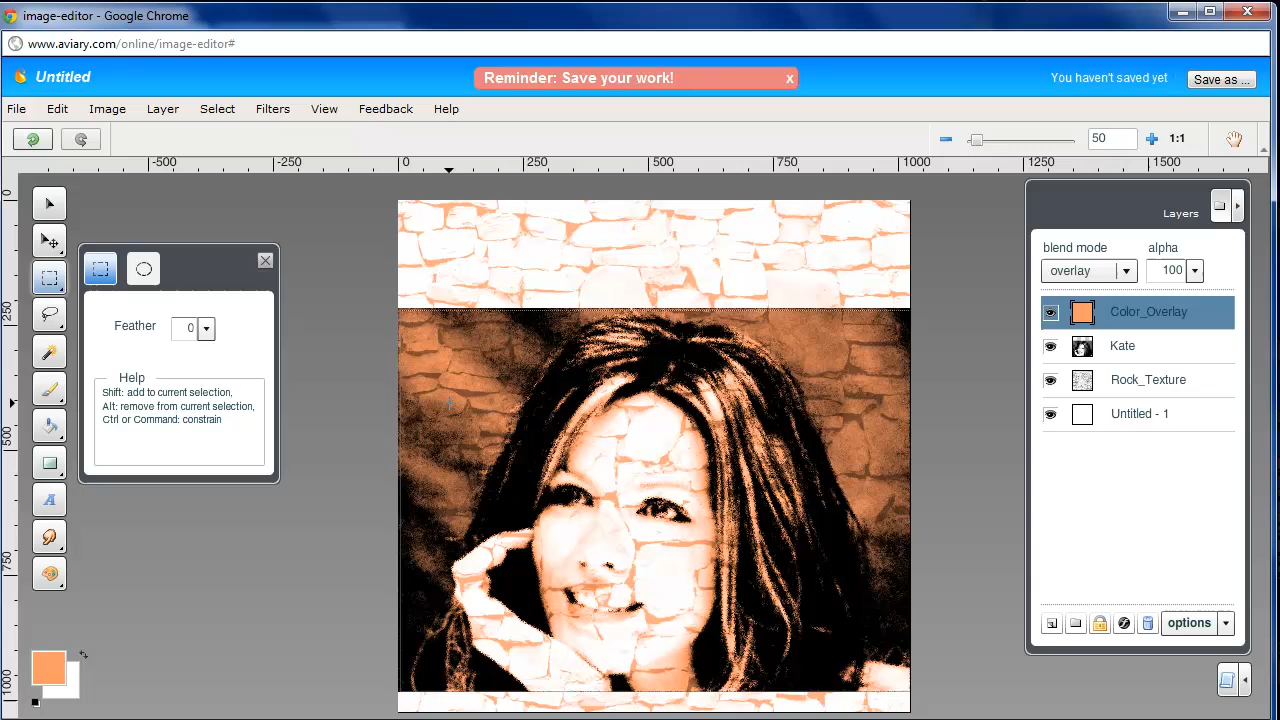 image-editor - Google Chrome
www.aviary.com/online/image-editor#
Untitled
Reminder: Save your work! x
You haven't saved yet
Save as ...
File Edit Image Layer Select Filters View Feedback Help
50
1:1
-500 -250 0 250 500 750 1000 1250 1500
0
250
500
750
1000
Feather 0
Help
Shift: add to current selection,
Alt: remove from current selection,
Ctrl or Command: constrain
A
Layers
blend mode alpha
overlay 100
Color_Overlay
Kate
Rock_Texture
Untitled - 1
options